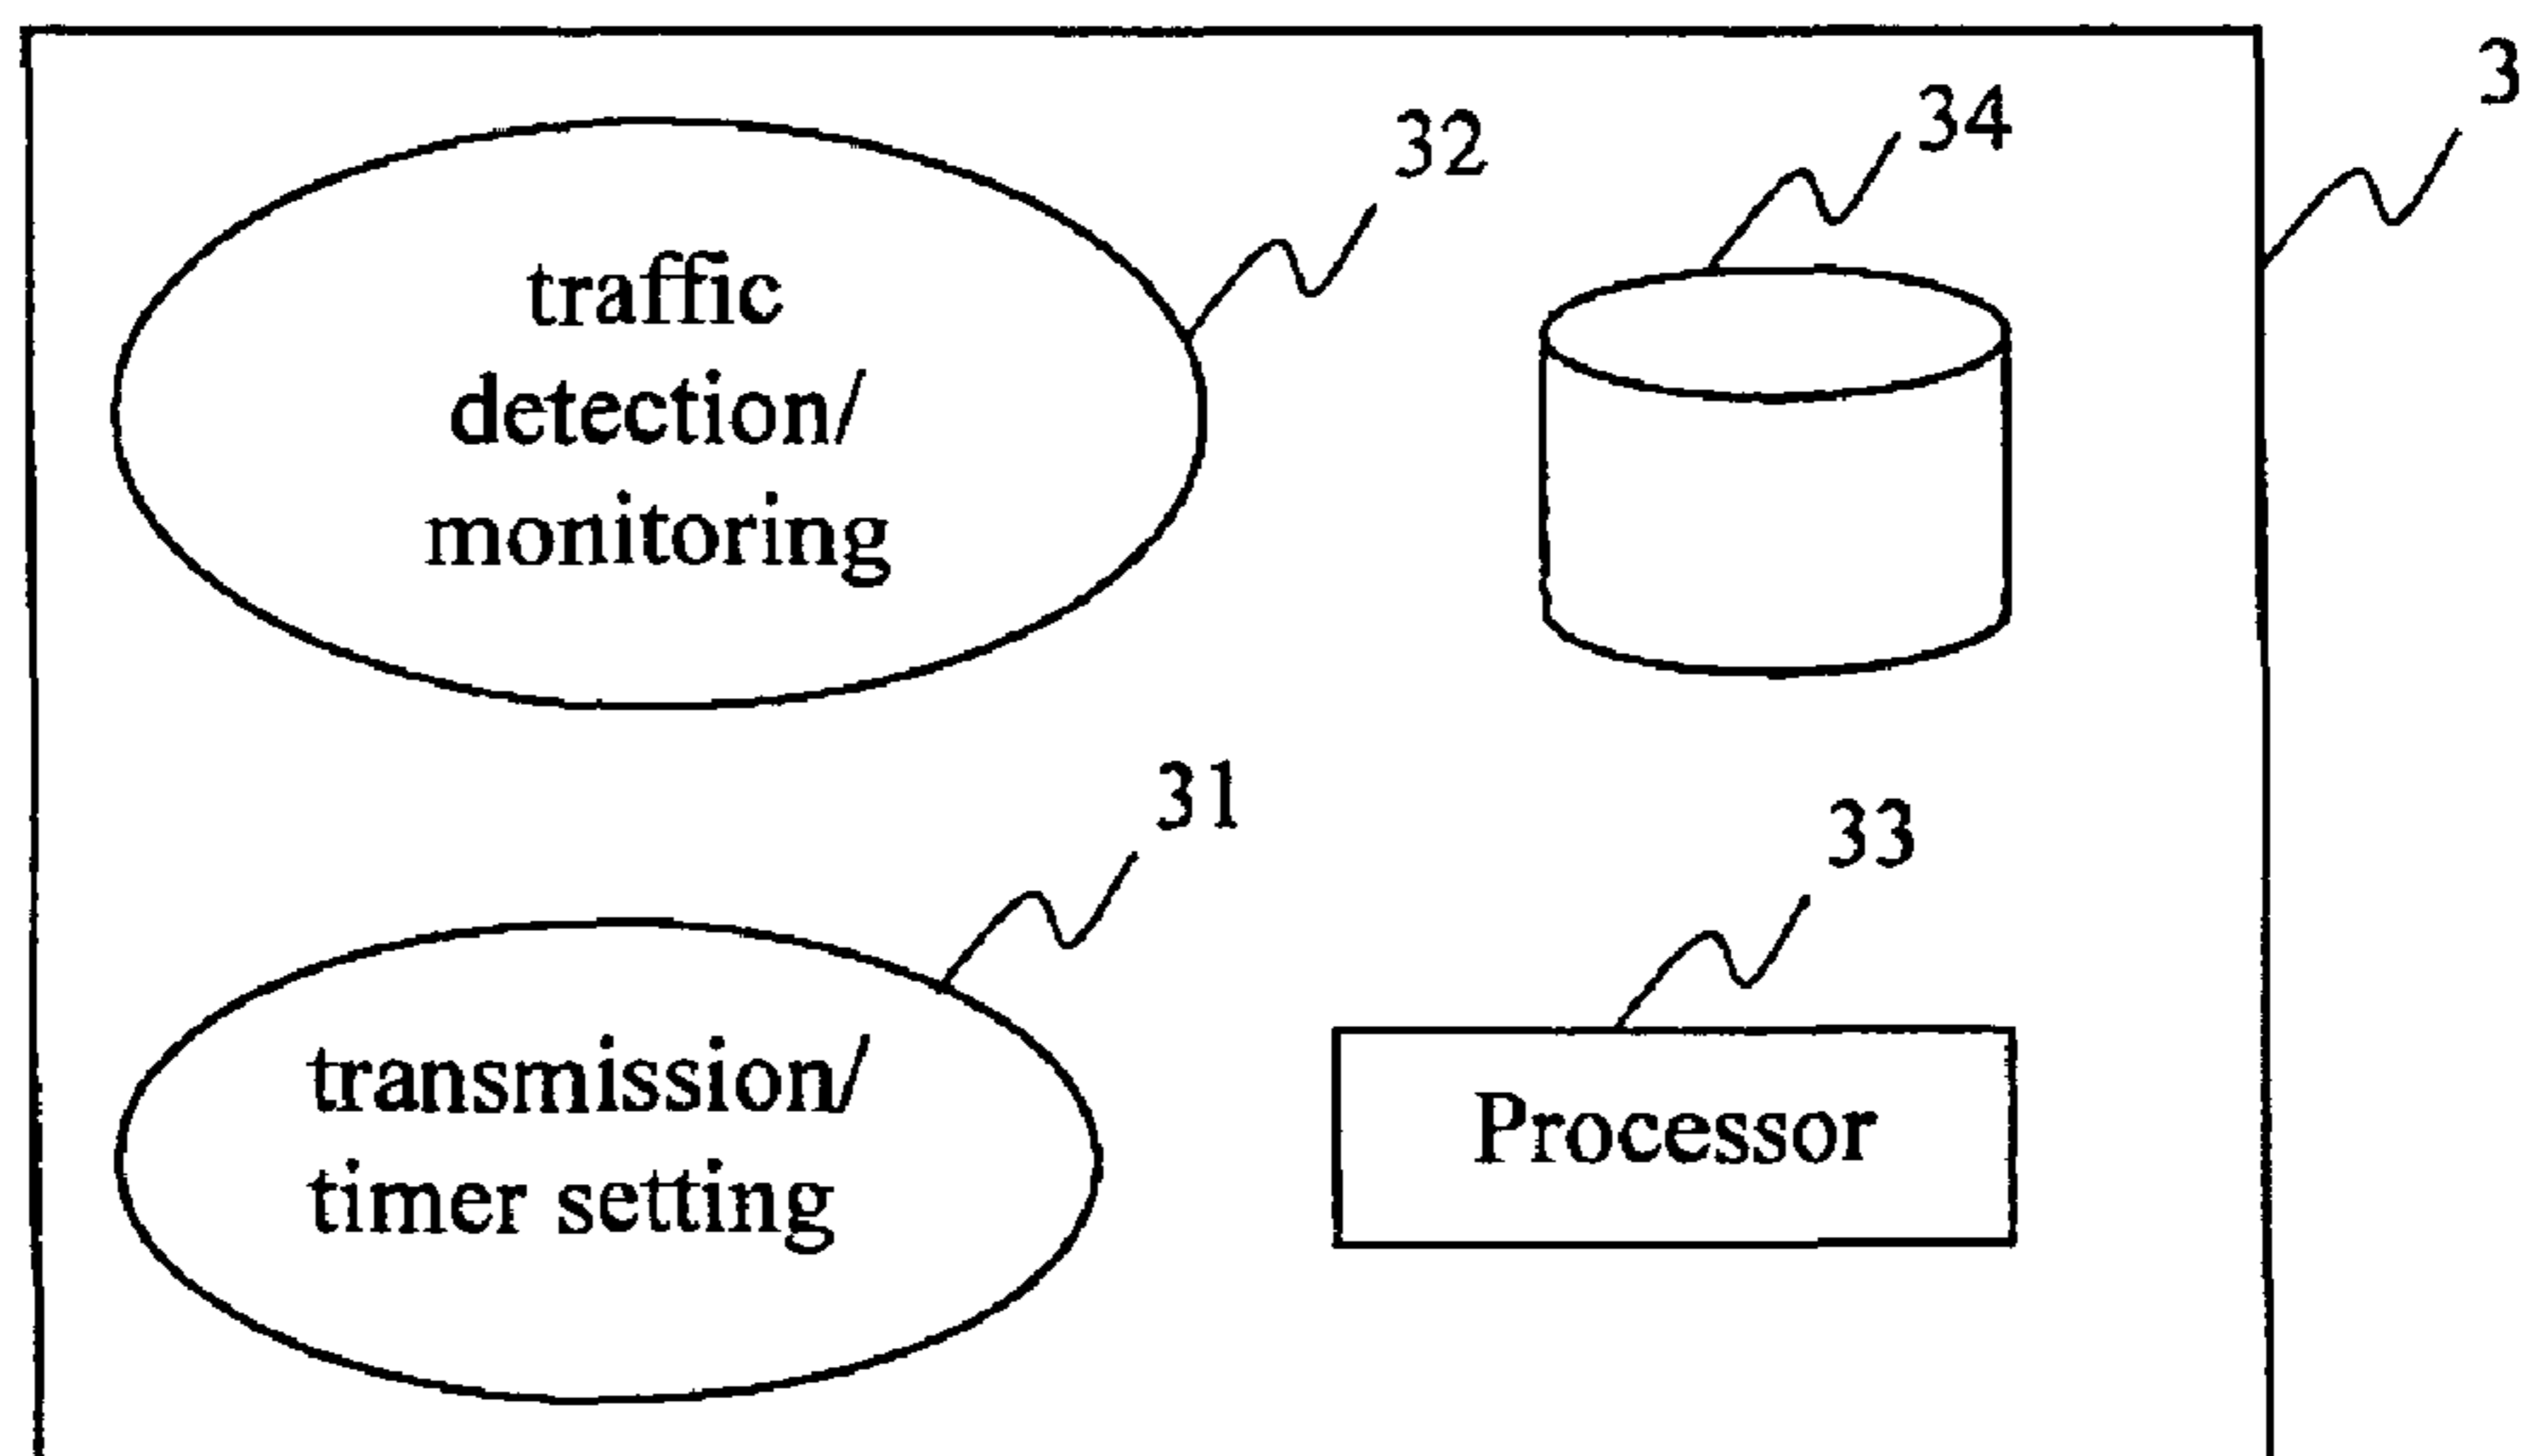 3
34
32
traffic
detection/
monitoring
31
33
transmission/
timer setting
Processor